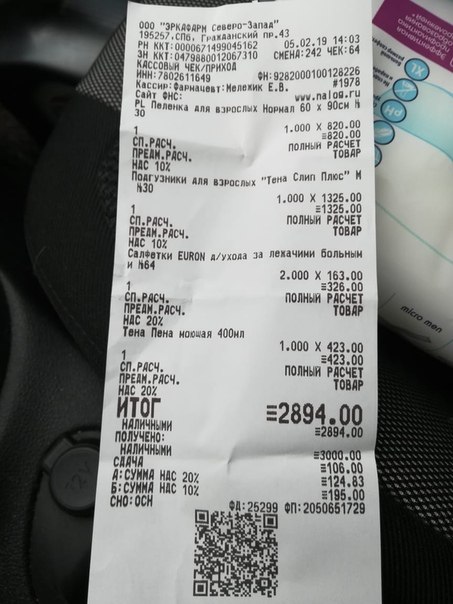 ООО "ЭРКАФАРМ Северо-Запад"
195257,СПб, Гражданский пр.43
РН ККТ: 0000671499045162 05.02.19 14:03
ЗН ККТ:0479880012067310 СМЕНА:242 ЧЕК:64
КАССОВЫЙ ЧЕК/ПРИХОД
ИНН:7802611649 ФН:9282000100128226
Кассир:Фармацевт:Мележик Е.В. #1978
Сайт ФНС: www.nalog.ru
PL Пеленка для взрослых Нормал 60 x 90см №
30
1.000 X 820.00
1 ≡820.00
СП.РАСЧ. ПОЛНЫЙ РАСЧЕТ
ПРЕДМ.РАСЧ. ТОВАР
НДС 10%
Подгузники для взрослых "Тена Слип Плюс" M
№30
1.000 X 1325.00
1 ≡1325.00
СП.РАСЧ. ПОЛНЫЙ РАСЧЕТ
ПРЕДМ.РАСЧ. ТОВАР
НДС 10%
Салфетки EURON д/ухода за лежачими больным
и №64
2.000 X 163.00
1 ≡326.00
СП.РАСЧ. ПОЛНЫЙ РАСЧЕТ
ПРЕДМ.РАСЧ. ТОВАР
НДС 20%
Тена Пена моющая 400мл
1.000 X 423.00
1 ≡423.00
СП.РАСЧ. ПОЛНЫЙ РАСЧЕТ
ПРЕДМ.РАСЧ. ТОВАР
НДС 20%
ИТОГ ≡2894.00
НАЛИЧНЫМИ ≡2894.00
ПОЛУЧЕНО:
НАЛИЧНЫМИ ≡3000.00
СДАЧА ≡106.00
А:СУММА НДС 20% ≡124.83
Б:СУММА НДС 10% ≡195.00
СНО:ОСН
ФД:25299 ФП:2050651729
micro men